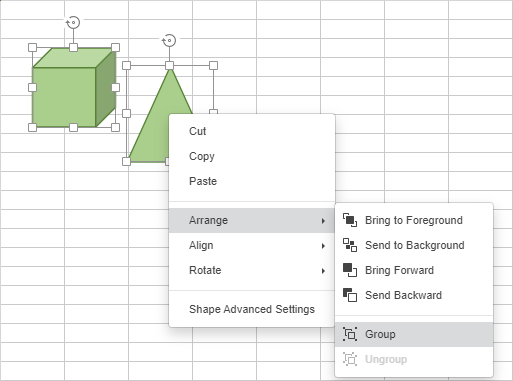 Cut
Copy
Paste
Arrange
Align
Rotate
Shape Advanced Settings
Bring to Foreground
Send to Background
Bring Forward
Send Backward
Group
Ungroup